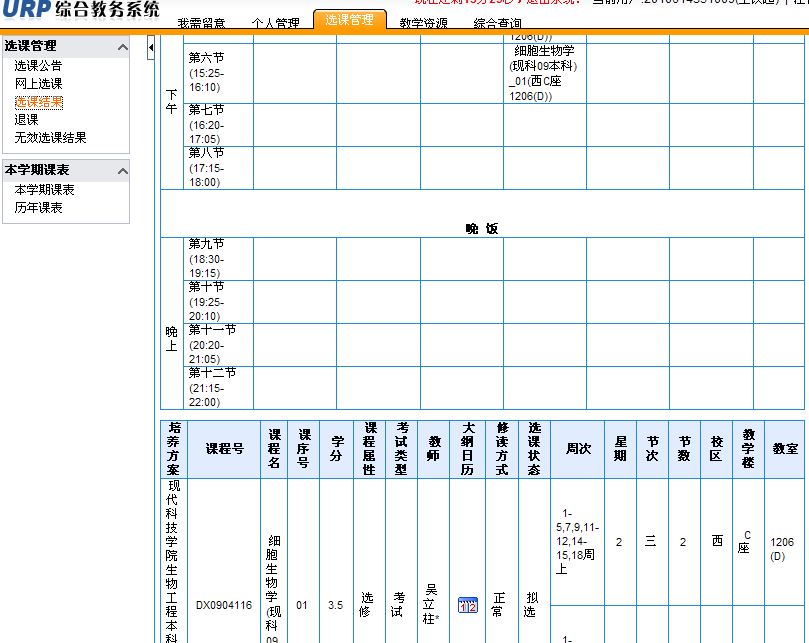 URP 综合教务系统
我需留意 个人管理 选课管理 教学资源 综合查询
选课管理
选课公告
网上选课
选课结果
退课
无效选课结果
本学期课表
本学期课表
历年课表
1206(D))
下午
第六节
(15:25-
16:10)
细胞生物学
(现科09本科)
_01(西C座
1206(D))
第七节
(16:20-
17:05)
第八节
(17:15-
18:00)
晚 饭
晚上
第九节
(18:30-
19:15)
第十节
(19:25-
20:10)
第十一节
(20:20-
21:05)
第十二节
(21:15-
22:00)
培养方案 课程号 课程名 课序号 学分 课程属性 考试类型 教师 大纲日历 修读方式 选课状态 周次 星期 节次 节数 校区 教学楼 教室
现代科技学院生物工程本科
DX0904116
细胞生物学(现科09
01
3.5
选修
考试
吴立柱*
正常
拟选
1-
5,7,9,11-
12,14-
15,18周
上
2
三
2
西
C座
1206
(D)
1-